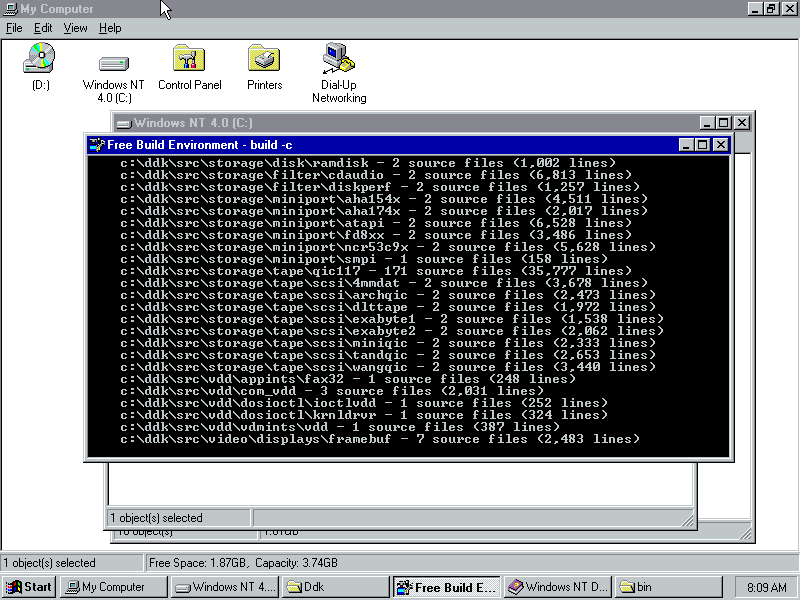 My Computer
File Edit View Help
(D:)
Windows NT 4.0 (C:)
Control Panel
Printers
Dial-Up Networking
Windows NT 4.0 (C:)
Free Build Environment - build -c
c:\ddk\src\storage\disk\ramdisk - 2 source files (1,002 lines)
c:\ddk\src\storage\filter\cdaudio - 2 source files (6,813 lines)
c:\ddk\src\storage\filter\diskperf - 2 source files (1,257 lines)
c:\ddk\src\storage\miniport\aha154x - 2 source files (4,511 lines)
c:\ddk\src\storage\miniport\aha174x - 2 source files (2,017 lines)
c:\ddk\src\storage\miniport\atapi - 2 source files (6,528 lines)
c:\ddk\src\storage\miniport\fd8xx - 2 source files (3,486 lines)
c:\ddk\src\storage\miniport\ncr53c9x - 2 source files (5,628 lines)
c:\ddk\src\storage\miniport\smpi - 1 source files (158 lines)
c:\ddk\src\storage\tape\qic117 - 171 source files (35,777 lines)
c:\ddk\src\storage\tape\scsi\4mmdat - 2 source files (3,678 lines)
c:\ddk\src\storage\tape\scsi\archqic - 2 source files (2,473 lines)
c:\ddk\src\storage\tape\scsi\dlttape - 2 source files (1,972 lines)
c:\ddk\src\storage\tape\scsi\exabyte1 - 2 source files (1,538 lines)
c:\ddk\src\storage\tape\scsi\exabyte2 - 2 source files (2,062 lines)
c:\ddk\src\storage\tape\scsi\miniqic - 2 source files (2,333 lines)
c:\ddk\src\storage\tape\scsi\tandqic - 2 source files (2,653 lines)
c:\ddk\src\storage\tape\scsi\wangqic - 2 source files (3,440 lines)
c:\ddk\src\vdd\appints\fax32 - 1 source files (248 lines)
c:\ddk\src\vdd\com_vdd - 3 source files (2,031 lines)
c:\ddk\src\vdd\dosioctl\ioctlvdd - 1 source files (252 lines)
c:\ddk\src\vdd\dosioctl\krnldrvr - 1 source files (324 lines)
c:\ddk\src\vdd\vdmints\vdd - 1 source files (387 lines)
c:\ddk\src\video\displays\framebuf - 7 source files (2,483 lines)
1 object(s) selected
object(s)
1 object(s) selected Free Space: 1.87GB, Capacity: 3.74GB
Start My Computer Windows NT 4.... Ddk Free Build E... Windows NT D... bin 8:09 AM